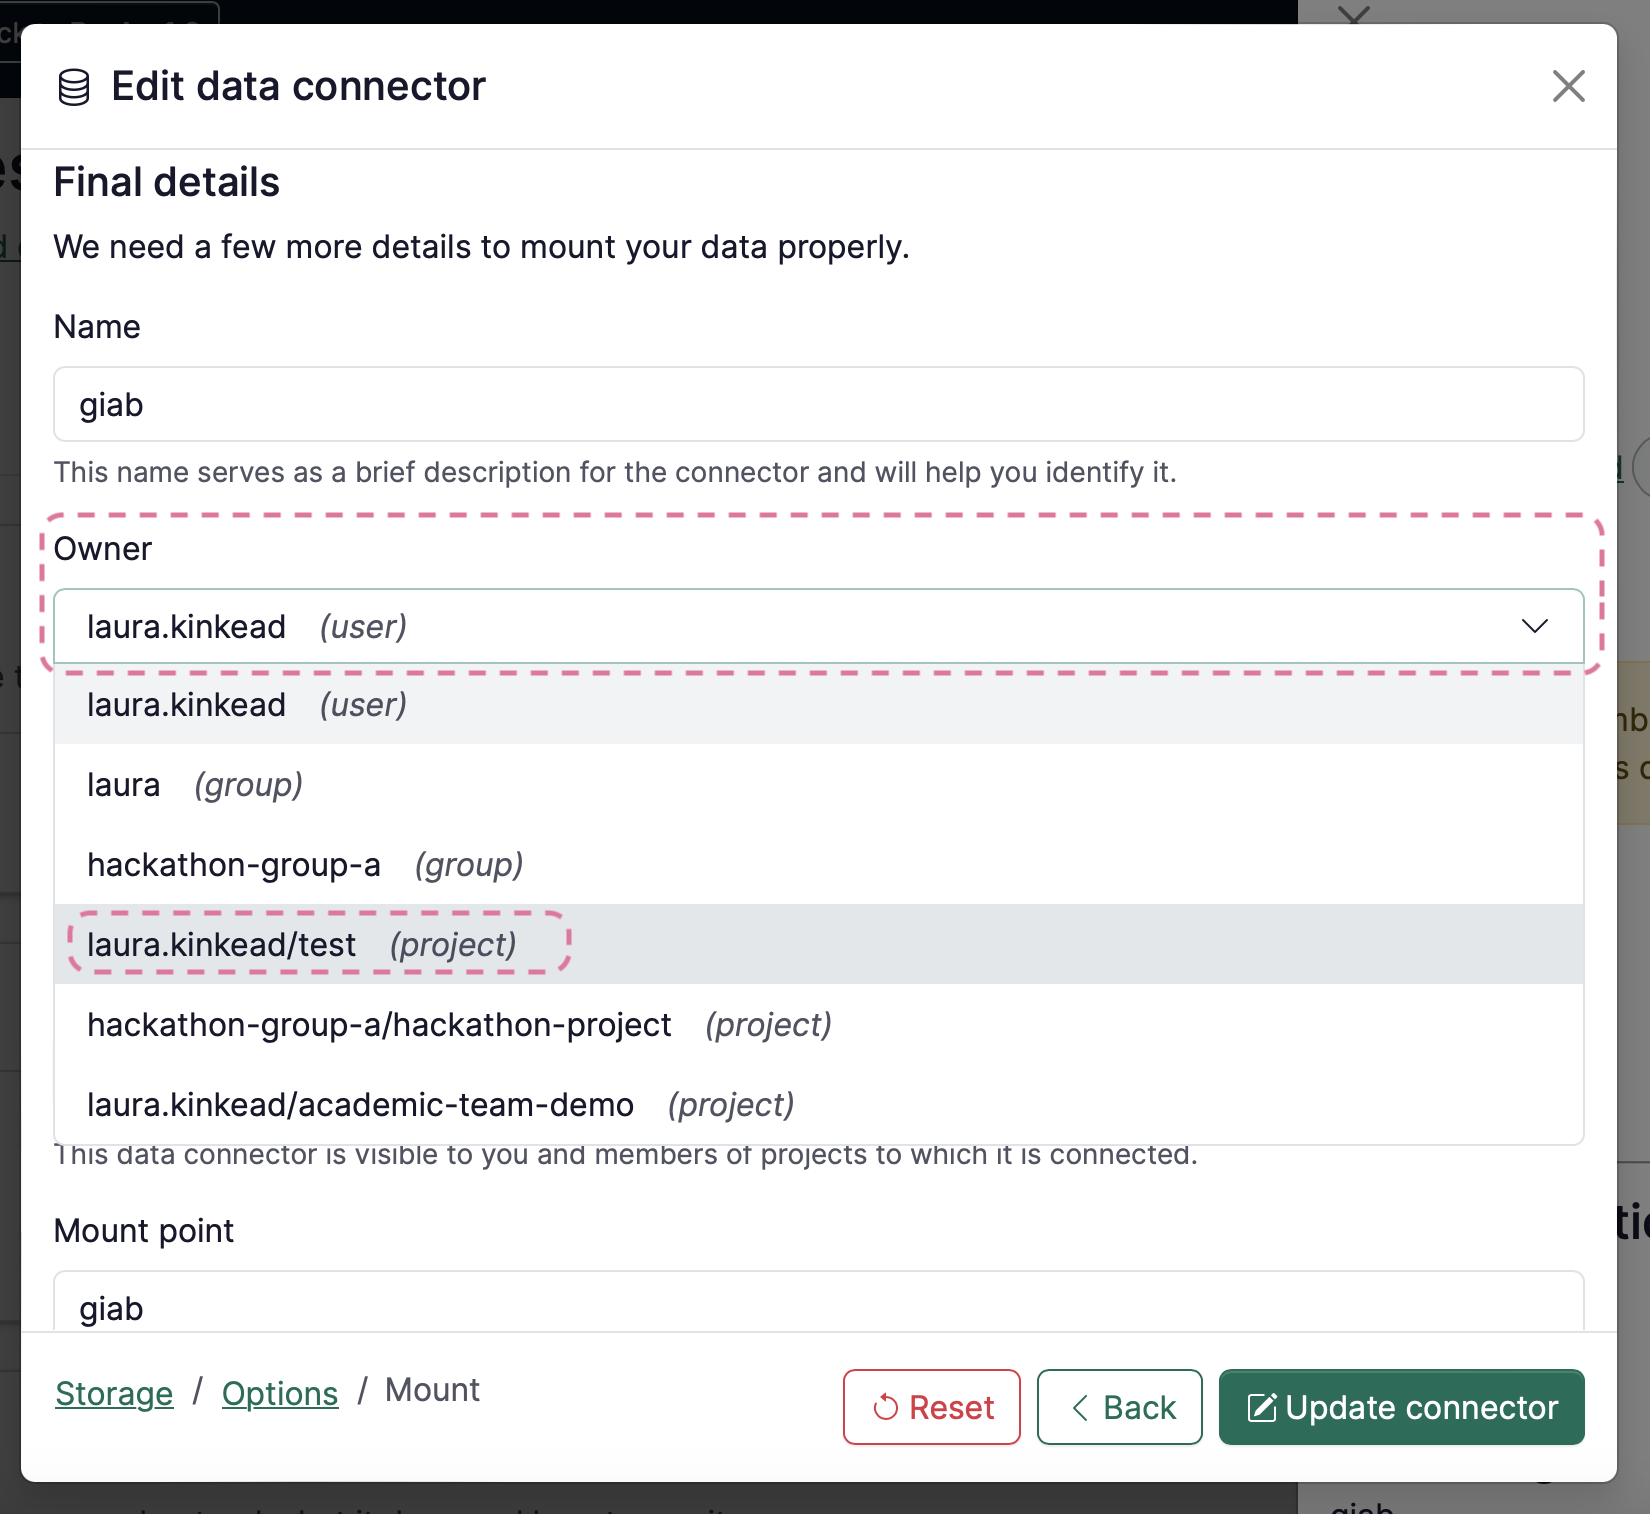 Edit data connector
Final details
We need a few more details to mount your data properly.
Name
giab
This name serves as a brief description for the connector and will help you identify it.
Owner
laura.kinkead (user)
laura.kinkead (user)
laura (group)
hackathon-group-a (group)
laura.kinkead/test (project)
hackathon-group-a/hackathon-project (project)
laura.kinkead/academic-team-demo (project)
This data connector is visible to you and members of projects to which it is connected.
Mount point
giab
Storage / Options / Mount
Reset
Back
Update connector
giab